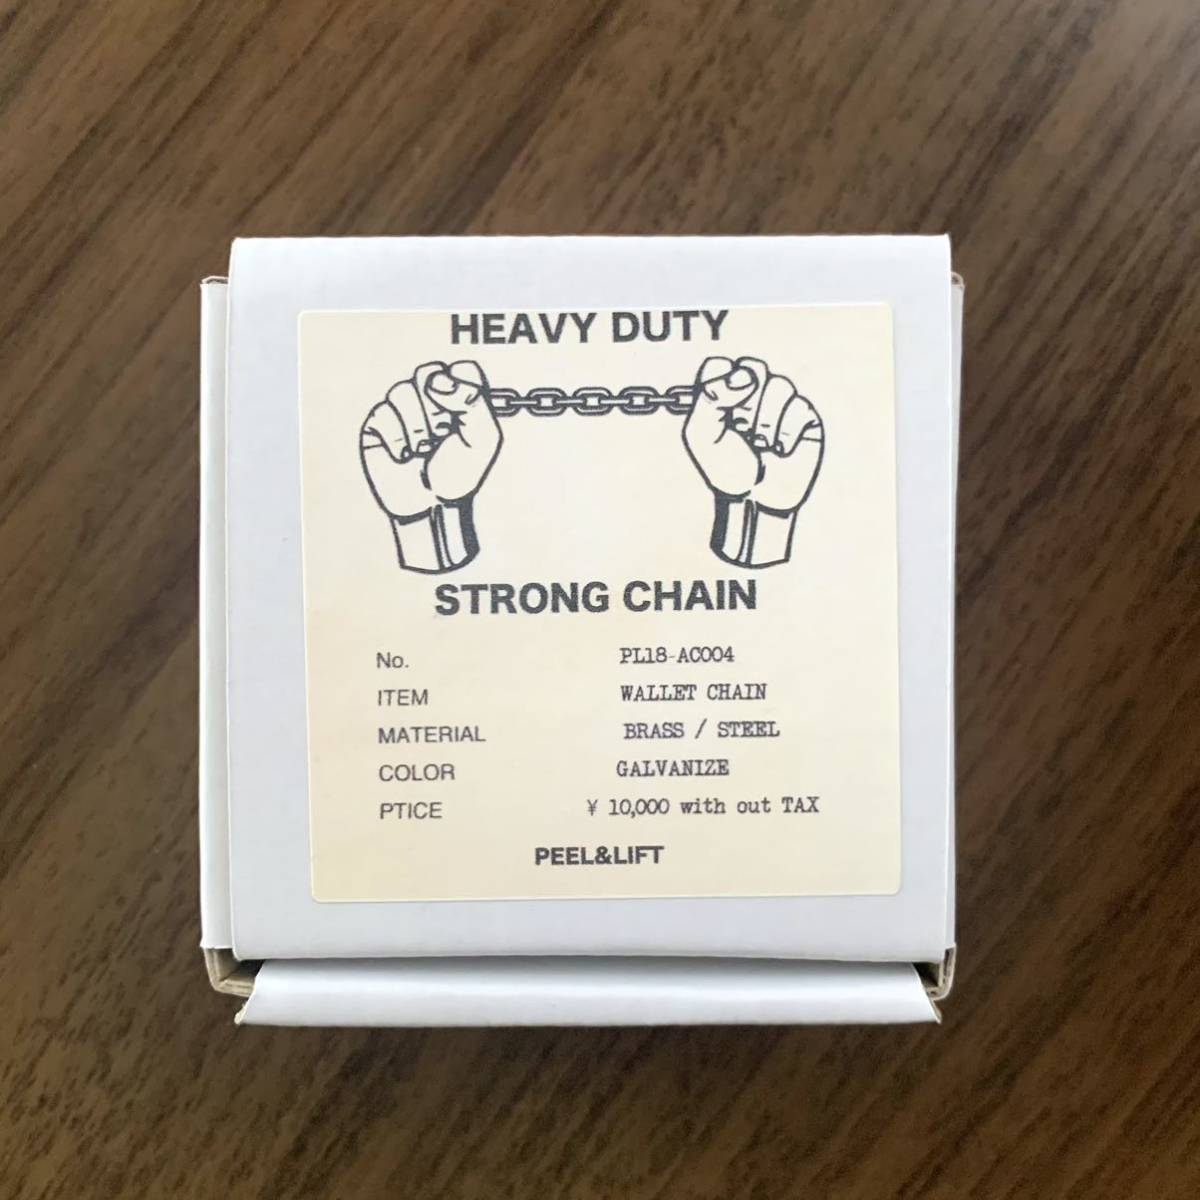 HEAVY DUTY
STRONG CHAIN
No. PL18-AC004
ITEM WALLET CHAIN
MATERIAL BRASS / STEEL
COLOR GALVANIZE
PTICE ¥ 10,000 with out TAX
PEEL&LIFT